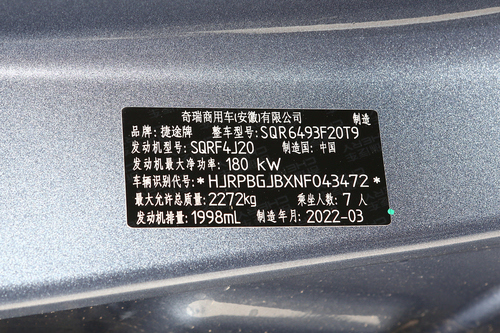 奇瑞商用车(安徽)有限公司 制造
品牌：捷途牌 整车型号：SQR6493F20T9
发动机型号：SQRF4J20 制造国：中国
发动机最大净功率：180 kW
车辆识别代号：*HJRPBGJBXNF043472*
最大允许总质量：2272kg 乘坐人数：7人
发动机排量：1998mL 制造年月：2022-03